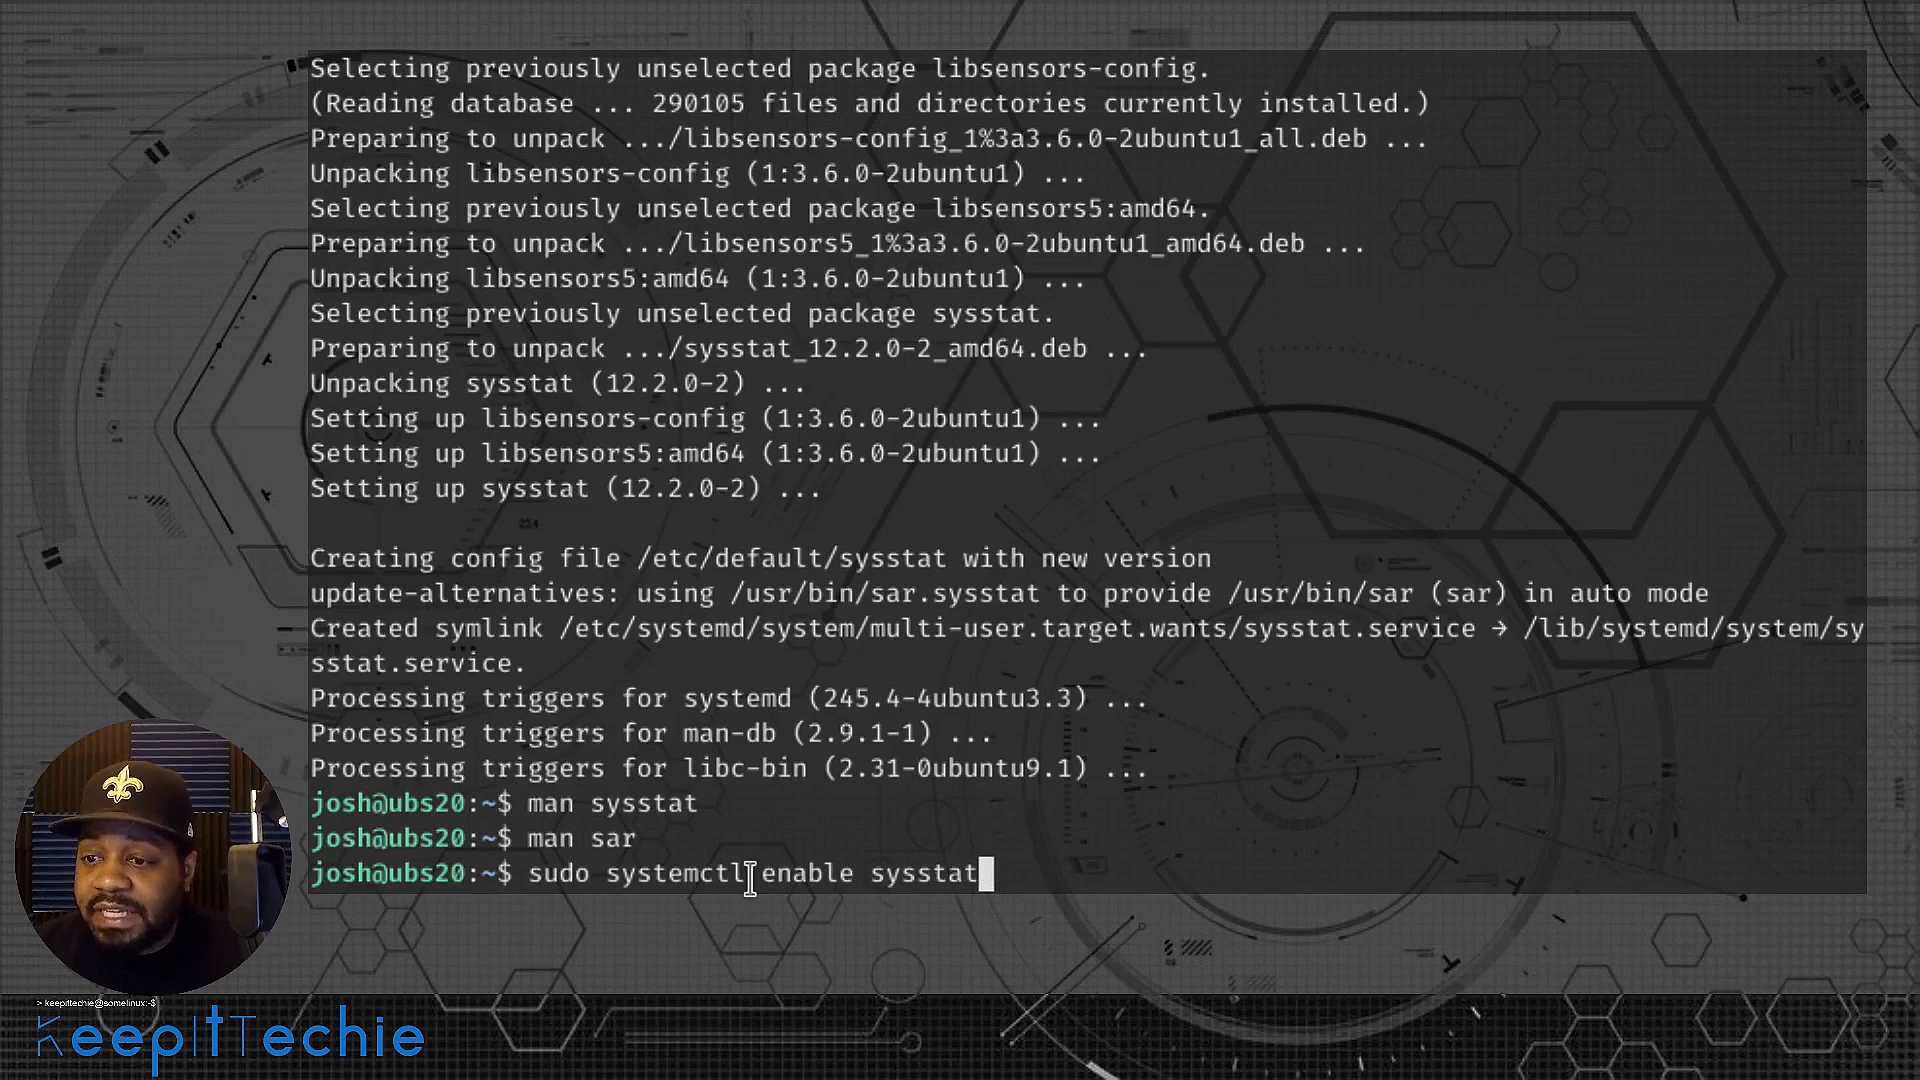 Selecting previously unselected package libsensors-config.
(Reading database ... 290105 files and directories currently installed.)
Preparing to unpack .../libsensors-config_1%3a3.6.0-2ubuntu1_all.deb ...
Unpacking libsensors-config (1:3.6.0-2ubuntu1) ...
Selecting previously unselected package libsensors5:amd64.
Preparing to unpack .../libsensors5_1%3a3.6.0-2ubuntu1_amd64.deb ...
Unpacking libsensors5:amd64 (1:3.6.0-2ubuntu1) ...
Selecting previously unselected package sysstat.
Preparing to unpack .../sysstat_12.2.0-2_amd64.deb ...
Unpacking sysstat (12.2.0-2) ...
Setting up libsensors-config (1:3.6.0-2ubuntu1) ...
Setting up libsensors5:amd64 (1:3.6.0-2ubuntu1) ...
Setting up sysstat (12.2.0-2) ...
224
Creating config file /etc/default/sysstat with new version
update-alternatives: using /usr/bin/sar.sysstat to provide /usr/bin/sar (sar) in auto mode
Created symlink /etc/systemd/system/multi-user.target.wants/sysstat.service → /lib/systemd/system/sy
sstat.service.
Processing triggers for systemd (245.4-4ubuntu3.3) ...
Processing triggers for man-db (2.9.1-1) ...
Processing triggers for libc-bin (2.31-0ubuntu9.1) ...
josh@ubs20:~$ man sysstat
josh@ubs20:~$ man sar
josh@ubs20:~$ sudo systemctl enable sysstat
> keepittechie@somelinux:~$
KeepItTechie